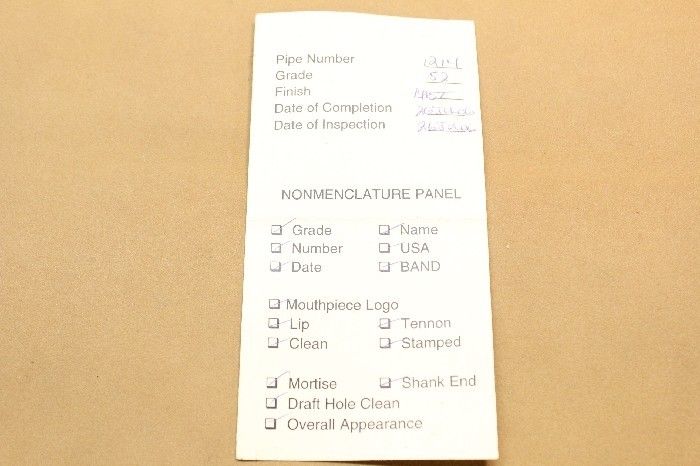 Pipe Number
Grade 52
Finish
Date of Completion
Date of Inspection
NONMENCLATURE PANEL
Grade Name
Number USA
Date BAND
Mouthpiece Logo
Lip Tennon
Clean Stamped
Mortise Shank End
Draft Hole Clean
Overall Appearance